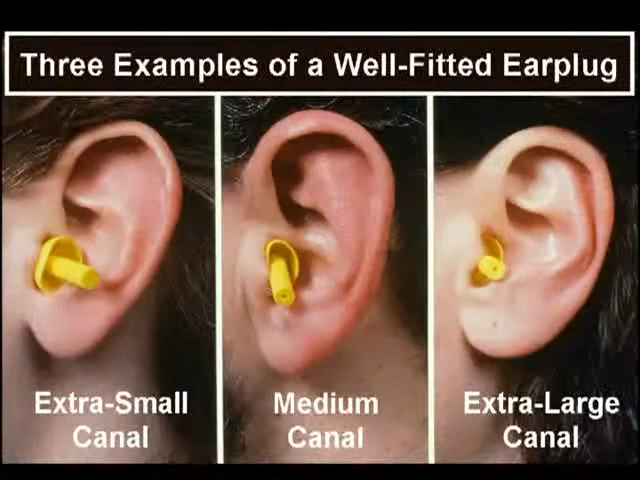 Three Examples of a Well-Fitted Earplug
Extra-Small
Canal
Medium
Canal
Extra-Large
Canal